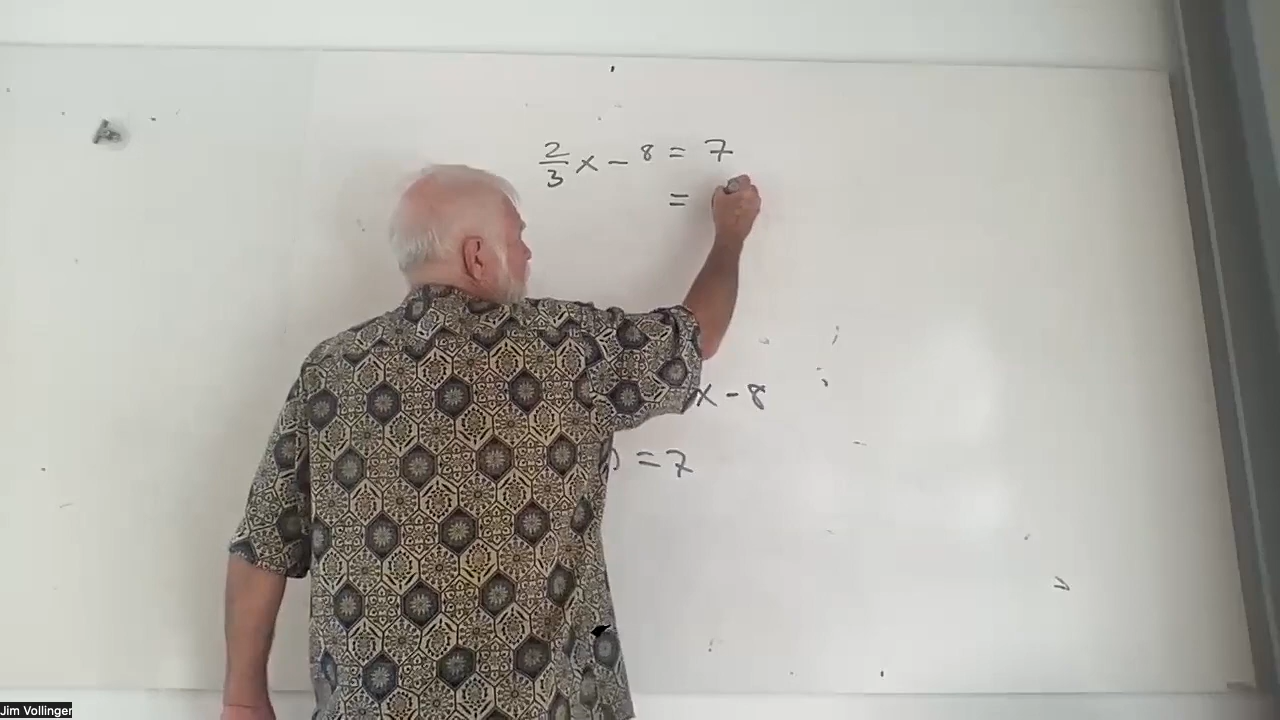 2/3 x - 8 = 7
=
x - 8
) = 7
Jim Vollinger